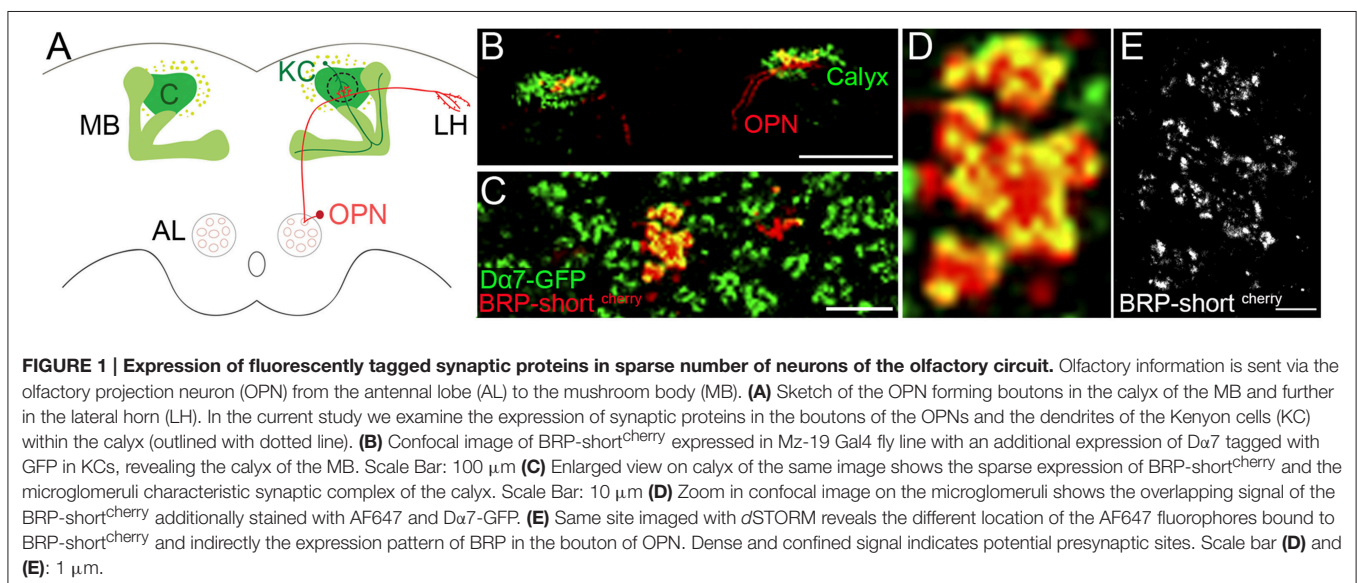 A
KC
C
MB
LH
OPN
AL
B
Calyx
OPN
C
Dα7-GFP
BRP-short cherry
D
E
BRP-short cherry
FIGURE 1 | Expression of fluorescently tagged synaptic proteins in sparse number of neurons of the olfactory circuit. Olfactory information is sent via the
olfactory projection neuron (OPN) from the antennal lobe (AL) to the mushroom body (MB). (A) Sketch of the OPN forming boutons in the calyx of the MB and further
in the lateral horn (LH). In the current study we examine the expression of synaptic proteins in the boutons of the OPNs and the dendrites of the Kenyon cells (KC)
within the calyx (outlined with dotted line). (B) Confocal image of BRP-shortcherry expressed in Mz-19 Gal4 fly line with an additional expression of Dα7 tagged with
GFP in KCs, revealing the calyx of the MB. Scale Bar: 100 μm (C) Enlarged view on calyx of the same image shows the sparse expression of BRP-shortcherry and the
microglomeruli characteristic synaptic complex of the calyx. Scale Bar: 10 μm (D) Zoom in confocal image on the microglomeruli shows the overlapping signal of the
BRP-shortcherry additionally stained with AF647 and Dα7-GFP. (E) Same site imaged with dSTORM reveals the different location of the AF647 fluorophores bound to
BRP-shortcherry and indirectly the expression pattern of BRP in the bouton of OPN. Dense and confined signal indicates potential presynaptic sites. Scale bar (D) and
(E): 1 μm.